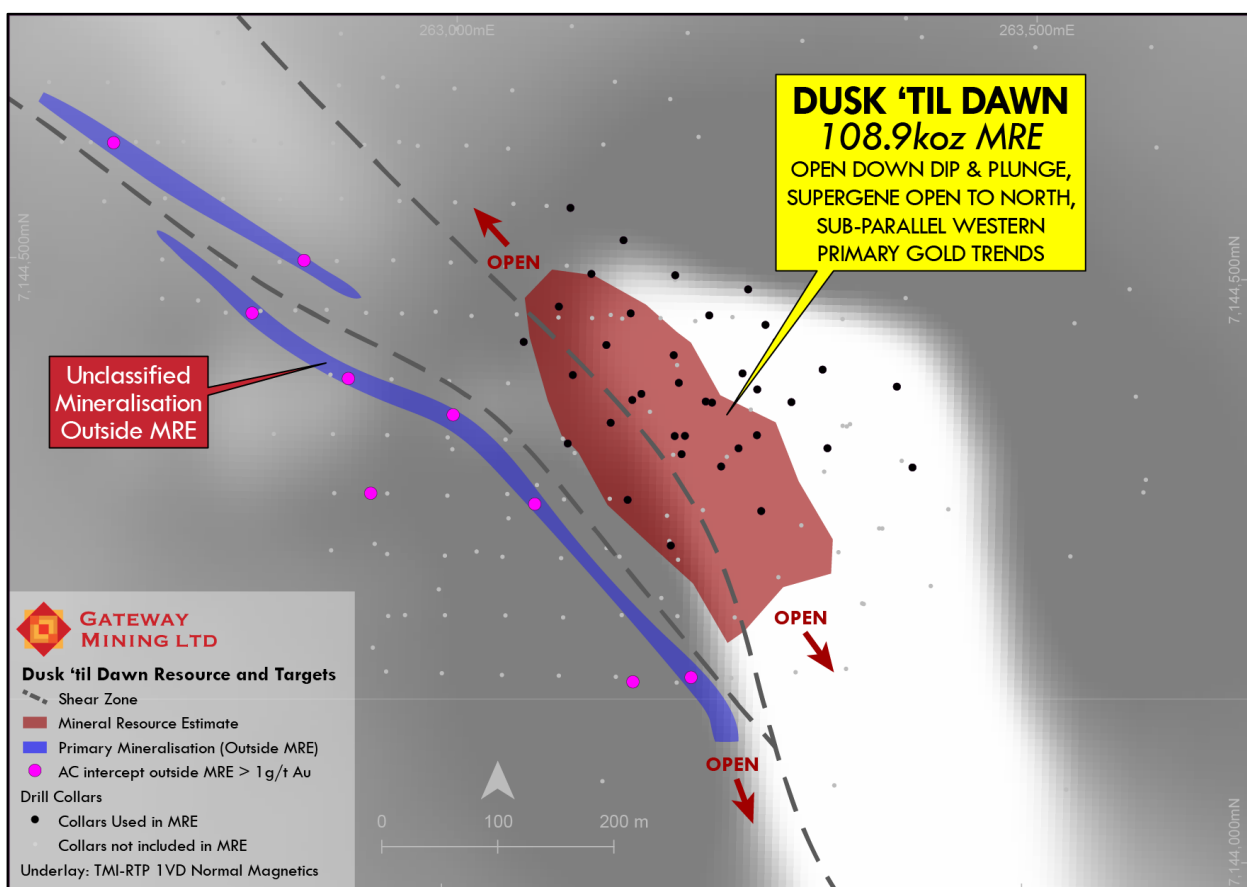 263,000mE
263,500mE
DUSK ‘TIL DAWN
108.9koz MRE
OPEN DOWN DIP & PLUNGE,
SUPERGENE OPEN TO NORTH,
SUB-PARALLEL WESTERN
PRIMARY GOLD TRENDS
7,144,500mN
7,144,500mN
OPEN
Unclassified
Mineralisation
Outside MRE
OPEN
OPEN
GATEWAY
MINING LTD
Dusk ‘til Dawn Resource and Targets
Shear Zone
Mineral Resource Estimate
Primary Mineralisation (Outside MRE)
AC intercept outside MRE > 1g/t Au
Drill Collars
Collars Used in MRE
Collars not included in MRE
Underlay: TMI-RTP 1VD Normal Magnetics
0 100 200 m
7,144,000mN